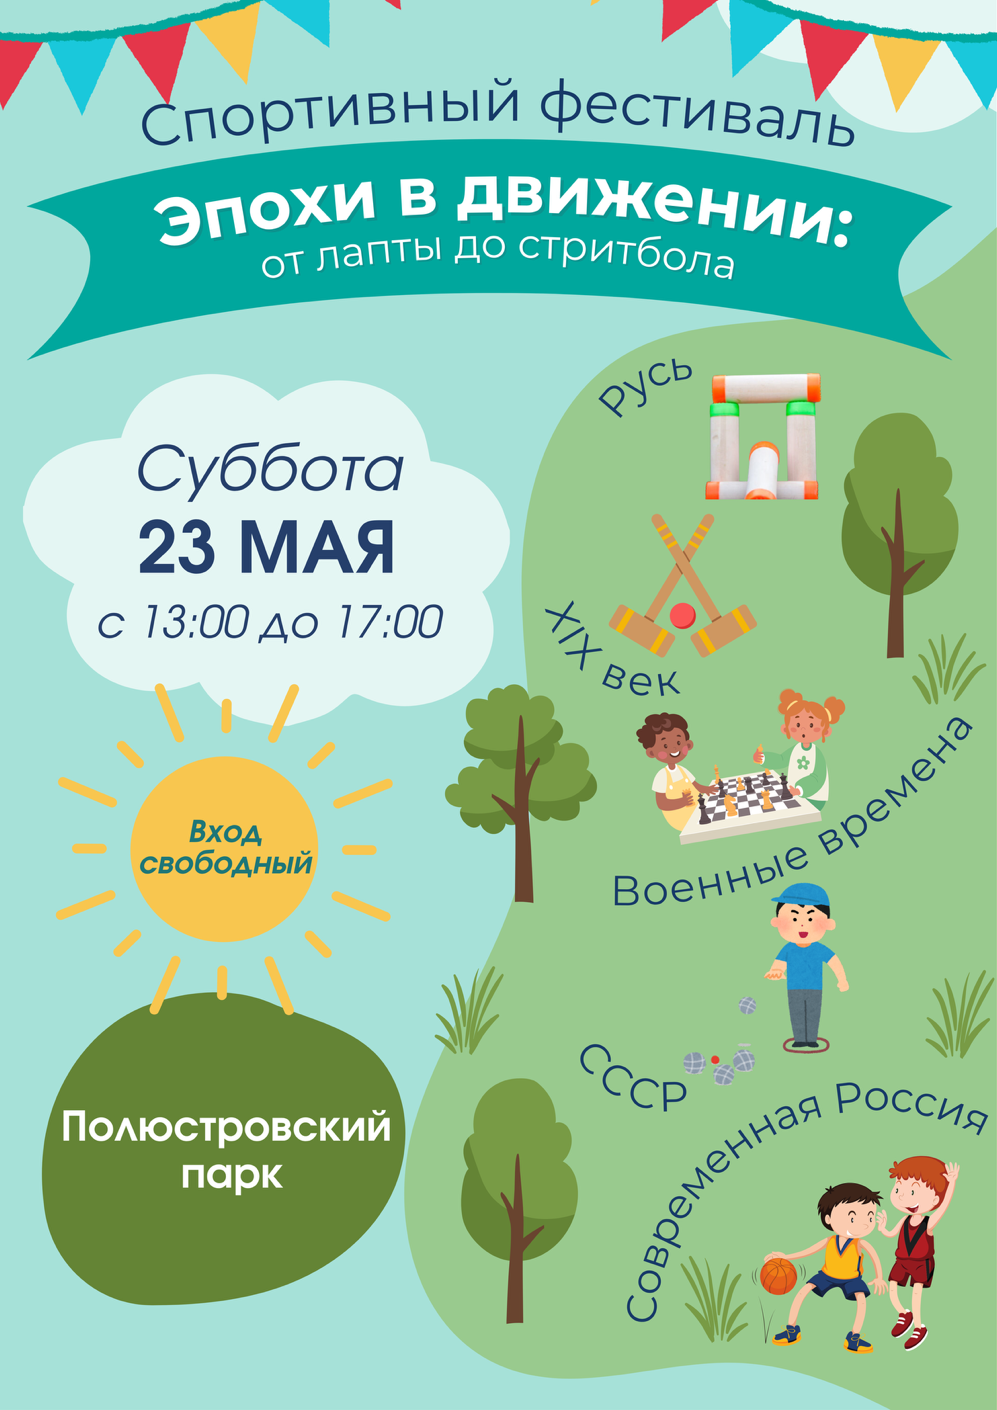 Спортивный фестиваль
Эпохи в движении:
от лапты до стритбола
Суббота
23 МАЯ
с 13:00 до 17:00
Вход
свободный
Полюстровский
парк
Русь
XIX век
Военные времена
СССР
Современная Россия